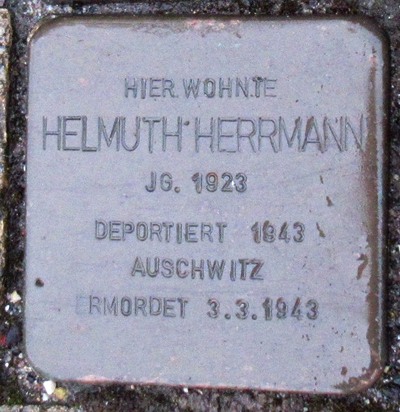 HIER WOHNTE
HELMUTH HERRMANN
JG. 1923
DEPORTIERT 1943
AUSCHWITZ
ERMORDET 3.3.1943